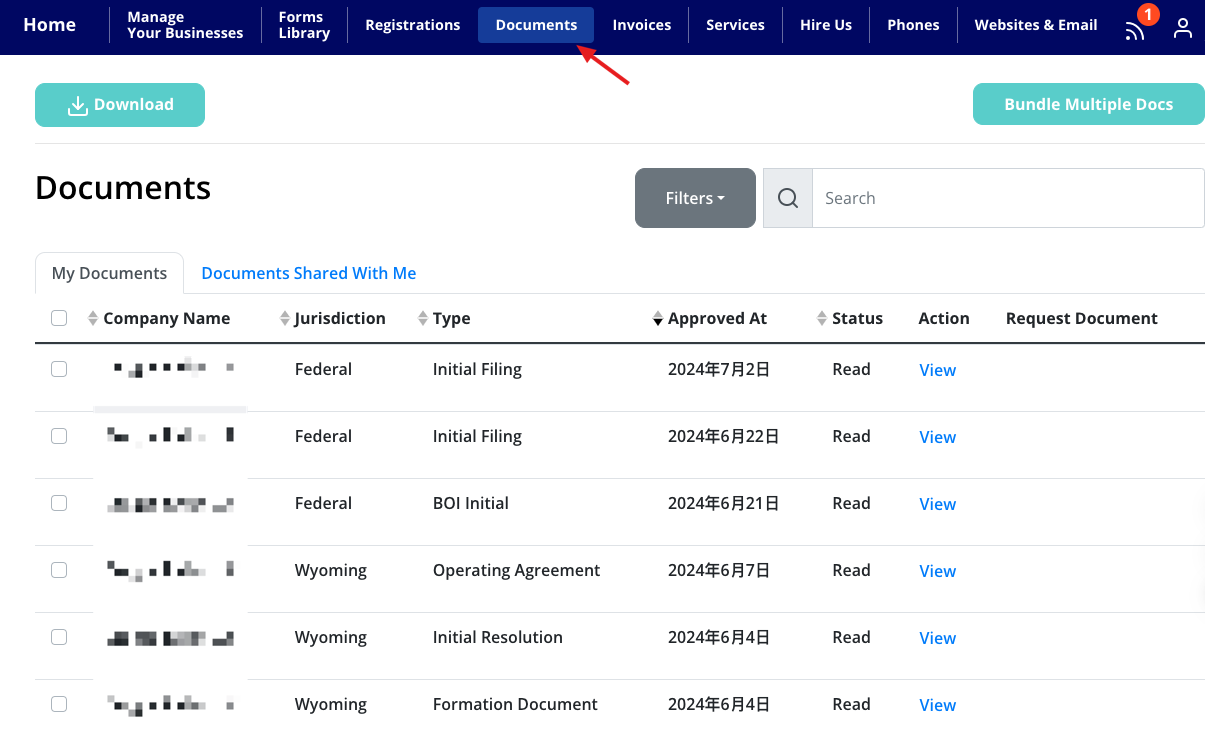 Home
Manage
Your Businesses
Forms
Library
Registrations
Documents
Invoices
Services
Hire Us
Phones
Websites & Email
1
Download
Bundle Multiple Docs
Documents
Filters
Search
My Documents
Documents Shared With Me
Company Name Jurisdiction Type Approved At Status Action Request Document
Federal Initial Filing 2024年7月2日 Read View
Federal Initial Filing 2024年6月22日 Read View
Federal BOI Initial 2024年6月21日 Read View
Wyoming Operating Agreement 2024年6月7日 Read View
Wyoming Initial Resolution 2024年6月4日 Read View
Wyoming Formation Document 2024年6月4日 Read View